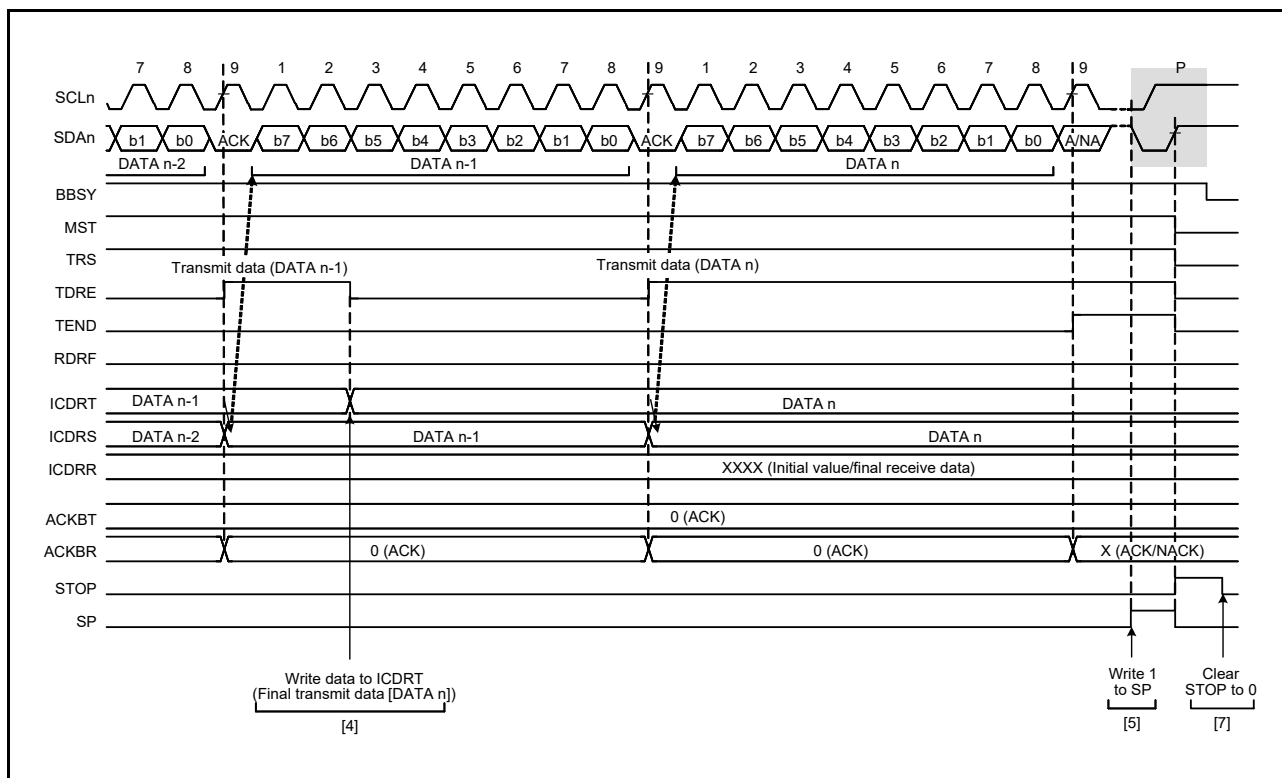 7 8 9 1 2 3 4 5 6 7 8 9 1 2 3 4 5 6 7 8 9 P
SCLn
SDAn b1 b0 ACK b7 b6 b5 b4 b3 b2 b1 b0 ACK b7 b6 b5 b4 b3 b2 b1 b0 A/NA
DATA n-2 DATA n-1 DATA n
BBSY
MST
TRS
Transmit data (DATA n-1) Transmit data (DATA n)
TDRE
TEND
RDRF
ICDRT DATA n-1 DATA n
ICDRS DATA n-2 DATA n-1 DATA n
ICDRR XXXX (Initial value/final receive data)
ACKBT 0 (ACK)
ACKBR 0 (ACK) 0 (ACK) X (ACK/NACK)
STOP
SP
Write data to ICDRT
(Final transmit data [DATA n])
[4]
Write 1
to SP
[5]
Clear
STOP to 0
[7]